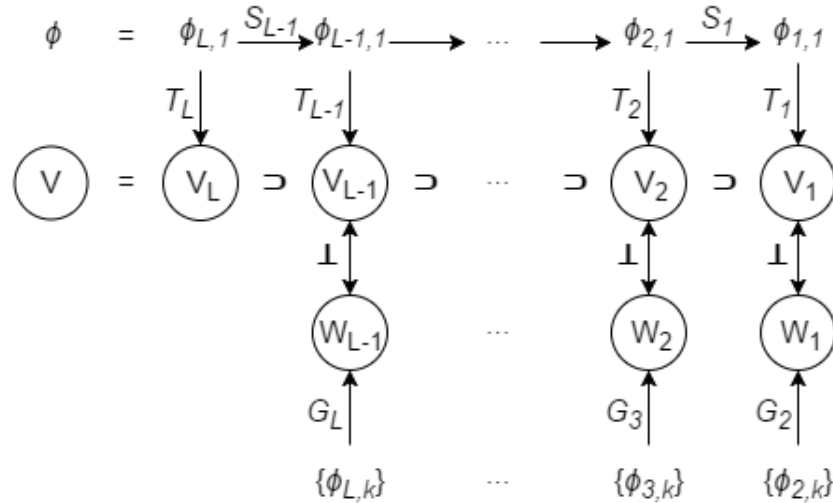 ϕ = ϕL,1 SL-1 ϕL-1,1 ... ϕ2,1 S1 ϕ1,1
TL TL-1 T2 T1
V = VL ⊃ VL-1 ⊃ ... ⊃ V2 ⊃ V1
⊥ ⊥ ⊥
WL-1 ... W2 W1
GL G3 G2
{ϕL,k} ... {ϕ3,k} {ϕ2,k}